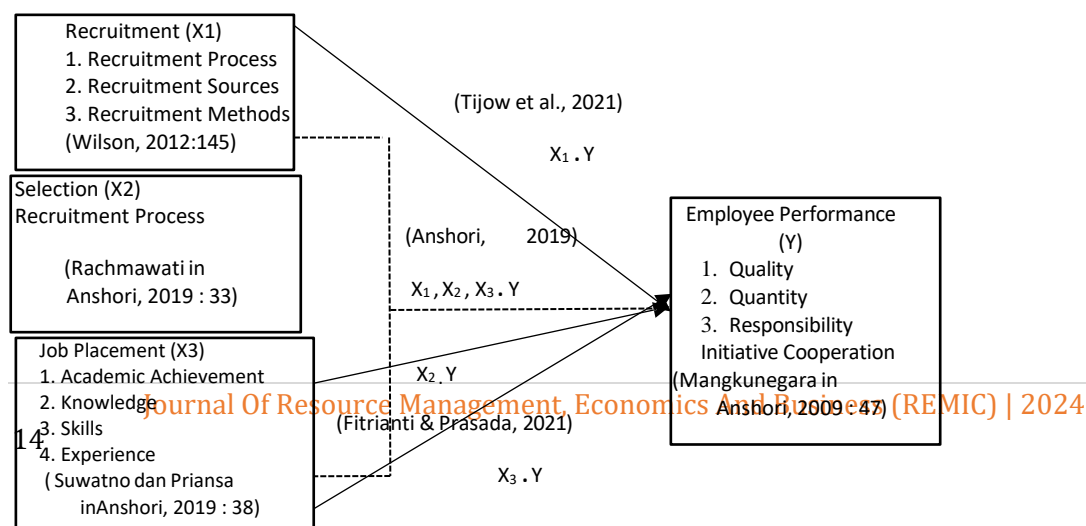 Recruitment (X1)
1. Recruitment Process
2. Recruitment Sources
3. Recruitment Methods
(Wilson, 2012:145)
Selection (X2)
Recruitment Process
(Rachmawati in
Anshori, 2019 : 33)
Job Placement (X3)
1. Academic Achievement
2. Knowledge
3. Skills
4. Experience
( Suwatno dan Priansa
inAnshori, 2019 : 38)
(Tijow et al., 2021)
X₁ . Y
(Anshori, 2019)
X₁ , X₂ , X₃ . Y
X₂ . Y
(Fitrianti & Prasada, 2021)
X₃ . Y
Employee Performance
(Y)
1. Quality
2. Quantity
3. Responsibility
Initiative Cooperation
(Mangkunegara in
Anshori, 2009 : 47)
Journal Of Resource Management, Economics And Business (REMIC) | 2024
14